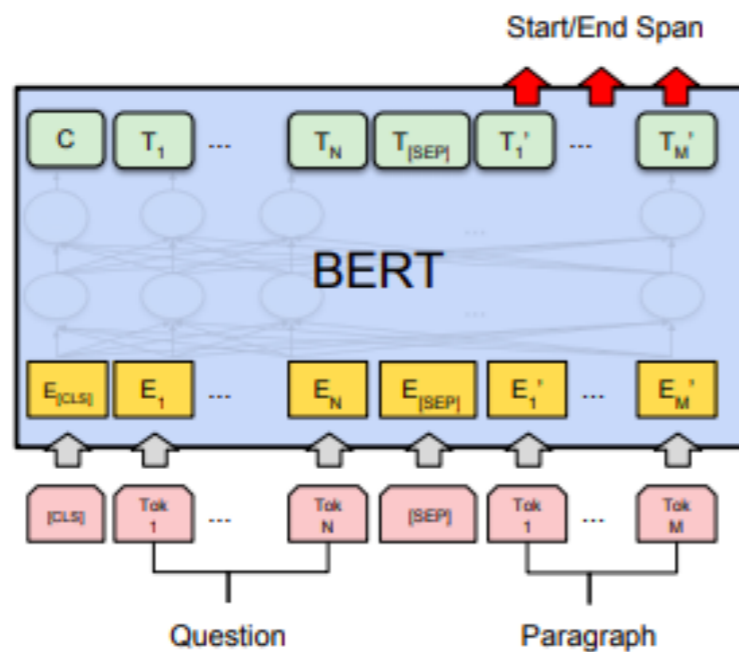 Start/End Span
C T1 ... TN T[SEP] T1' ... TM'
...
BERT
...
E[CLS] E1 ... EN E[SEP] E1' ... EM'
[CLS] Tok 1 ... Tok N [SEP] Tok 1 ... Tok M
Question Paragraph